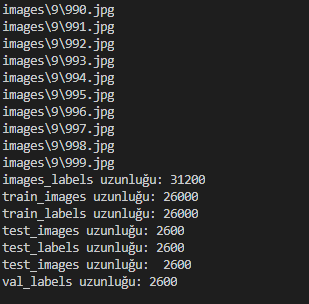 images\9\990.jpg
images\9\991.jpg
images\9\992.jpg
images\9\993.jpg
images\9\994.jpg
images\9\995.jpg
images\9\996.jpg
images\9\997.jpg
images\9\998.jpg
images\9\999.jpg
images_labels uzunluğu: 31200
train_images uzunluğu: 26000
train_labels uzunluğu: 26000
test_images uzunluğu: 2600
test_labels uzunluğu: 2600
test_images uzunluğu:  2600
val_labels uzunluğu: 2600